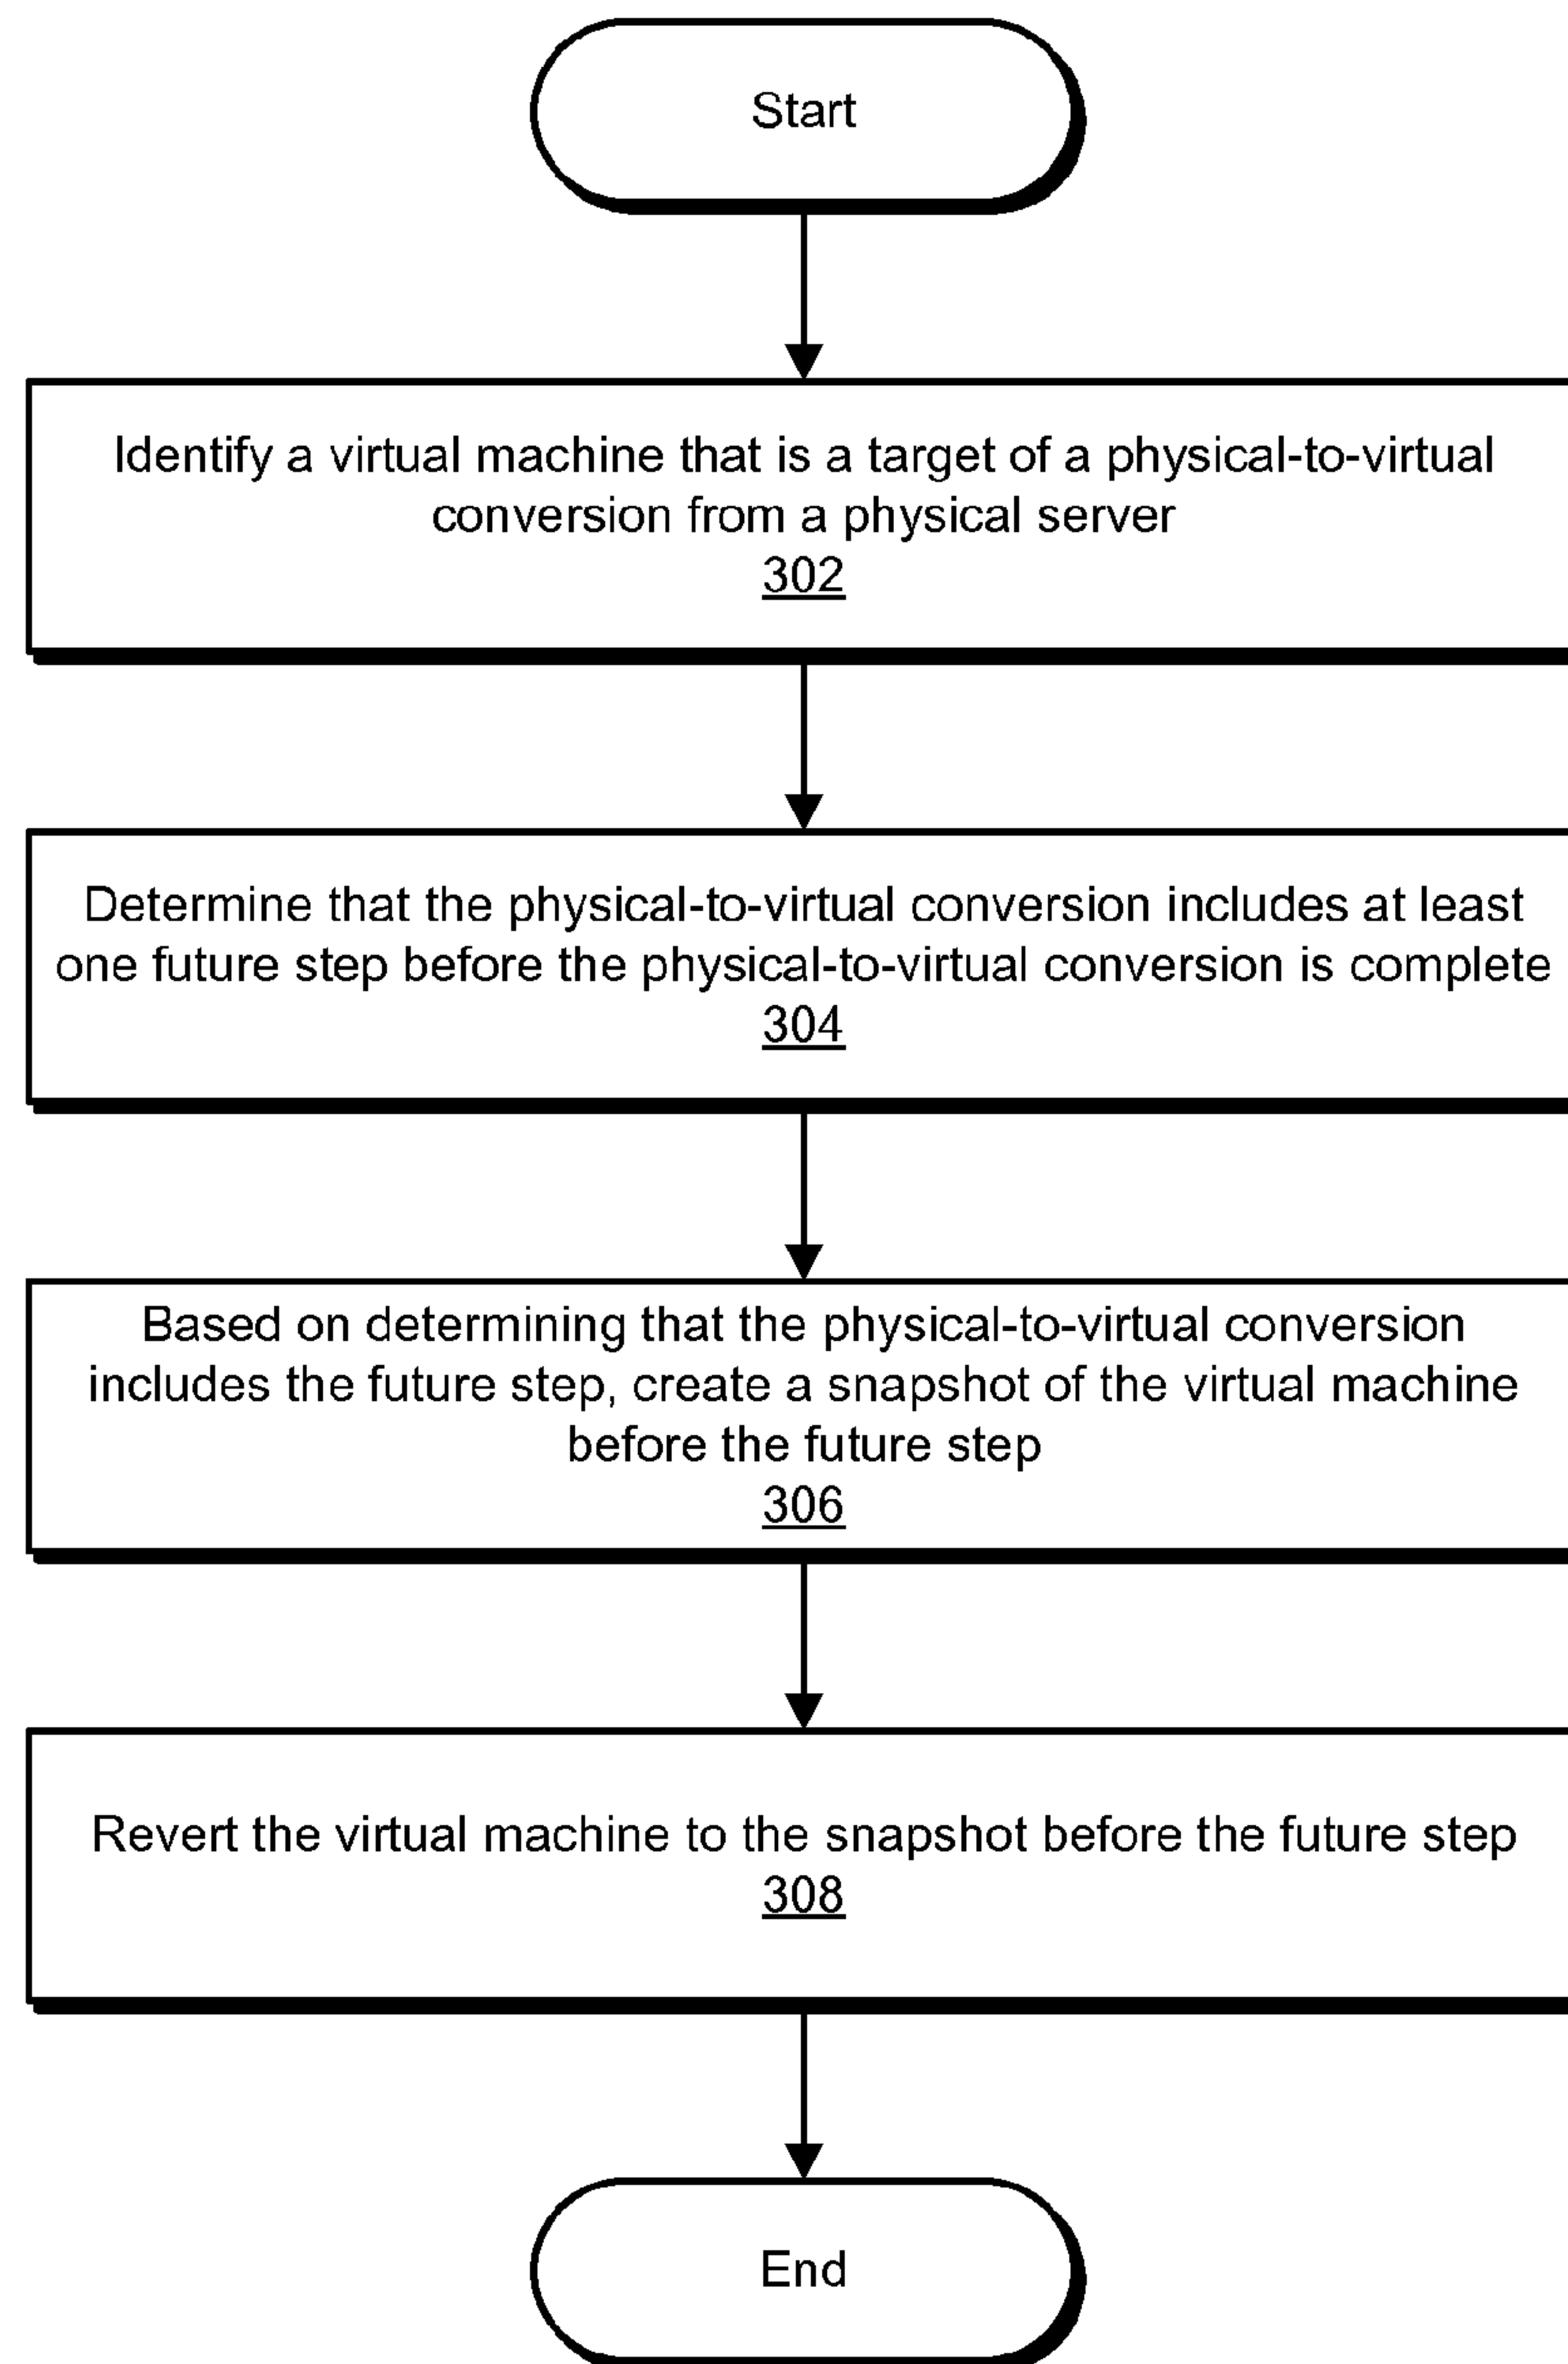 Start
Identify a virtual machine that is a target of a physical-to-virtual
conversion from a physical server
302
Determine that the physical-to-virtual conversion includes at least
one future step before the physical-to-virtual conversion is complete
304
Based on determining that the physical-to-virtual conversion
includes the future step, create a snapshot of the virtual machine
before the future step
306
Revert the virtual machine to the snapshot before the future step
308
End